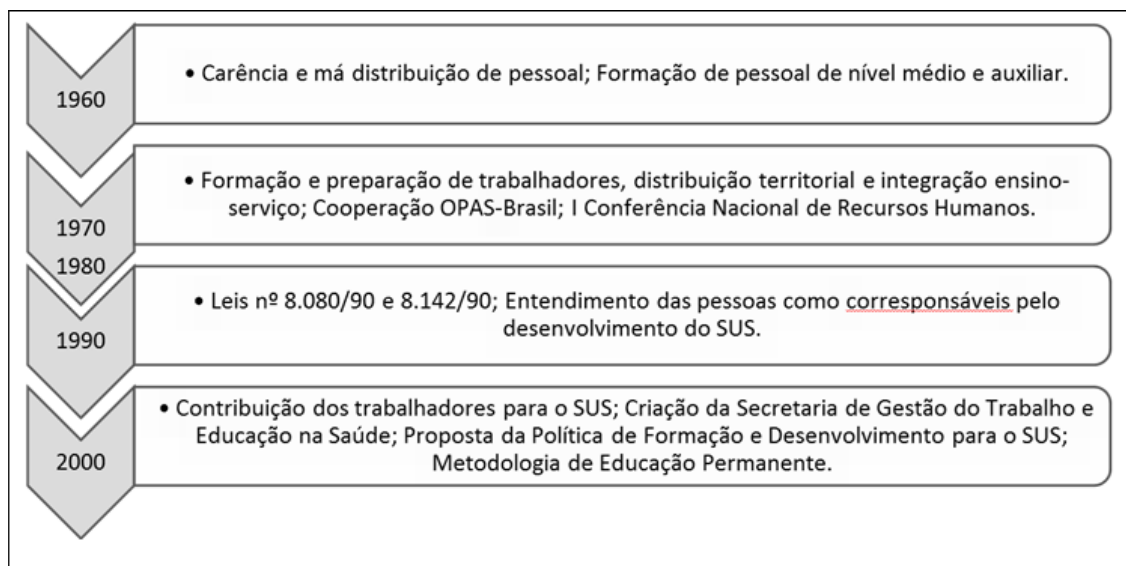 1960
• Carência e má distribuição de pessoal; Formação de pessoal de nível médio e auxiliar.
1970
1980
• Formação e preparação de trabalhadores, distribuição territorial e integração ensino-
serviço; Cooperação OPAS-Brasil; I Conferência Nacional de Recursos Humanos.
1990
• Leis nº 8.080/90 e 8.142/90; Entendimento das pessoas como corresponsáveis pelo
desenvolvimento do SUS.
2000
• Contribuição dos trabalhadores para o SUS; Criação da Secretaria de Gestão do Trabalho e
Educação na Saúde; Proposta da Política de Formação e Desenvolvimento para o SUS;
Metodologia de Educação Permanente.